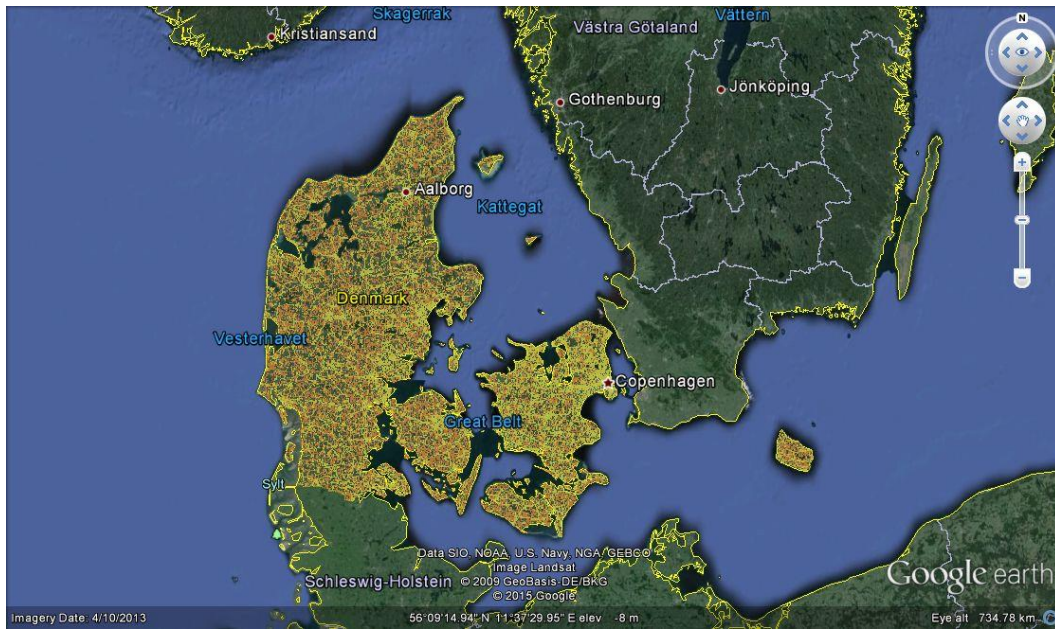 Skagerrak
Vättern
N
Västra Götaland
Kristiansand
Jönköping
Gothenburg
Aalborg
Kattegat
Denmark
Vesterhavet
Copenhagen
Great Belt
Sylt
Data SIO, NOAA, U.S. Navy, NGA, GEBCO
Image Landsat
Schleswig-Holstein © 2009 GeoBasis-DE/BKG
© 2015 Google
Google earth
Imagery Date: 4/10/2013 56°09'14.94" N 11°37'29.95" E elev -8 m Eye alt 734.78 km